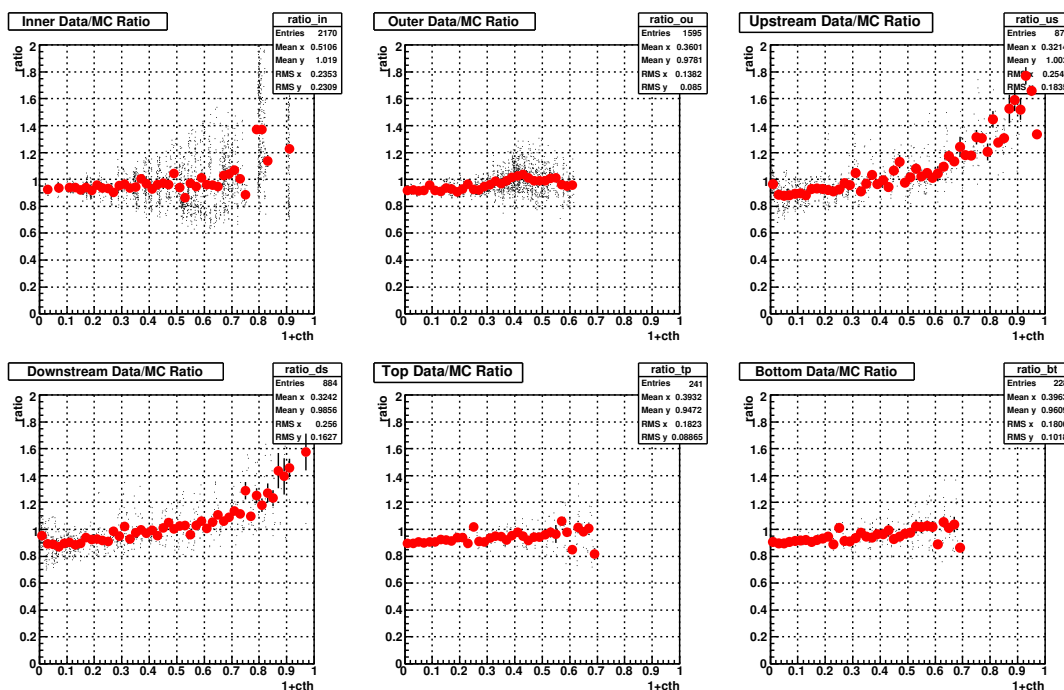 Inner Data/MC Ratio
ratio_in
Entries 2170
Mean x 0.5106
Mean y 1.019
RMS x 0.2353
RMS y 0.2309
ratio
2
1.8
1.6
1.4
1.2
1
0.8
0.6
0.4
0.2
0
0 0.1 0.2 0.3 0.4 0.5 0.6 0.7 0.8 0.9 1
1+cth
Outer Data/MC Ratio
ratio_ou
Entries 1595
Mean x 0.3601
Mean y 0.9781
RMS x 0.1382
RMS y 0.085
ratio
2
1.8
1.6
1.4
1.2
1
0.8
0.6
0.4
0.2
0
0 0.1 0.2 0.3 0.4 0.5 0.6 0.7 0.8 0.9 1
1+cth
Upstream Data/MC Ratio
ratio_us
Entries 87
Mean x 0.321
Mean y 1.00
RMS x 0.254
RMS y 0.183
ratio
2
1.8
1.6
1.4
1.2
1
0.8
0.6
0.4
0.2
0
0 0.1 0.2 0.3 0.4 0.5 0.6 0.7 0.8 0.9 1
1+cth
Downstream Data/MC Ratio
ratio_ds
Entries 884
Mean x 0.3242
Mean y 0.9856
RMS x 0.256
RMS y 0.1627
ratio
2
1.8
1.6
1.4
1.2
1
0.8
0.6
0.4
0.2
0
0 0.1 0.2 0.3 0.4 0.5 0.6 0.7 0.8 0.9 1
1+cth
Top Data/MC Ratio
ratio_tp
Entries 241
Mean x 0.3932
Mean y 0.9472
RMS x 0.1823
RMS y 0.08865
ratio
2
1.8
1.6
1.4
1.2
1
0.8
0.6
0.4
0.2
0
0 0.1 0.2 0.3 0.4 0.5 0.6 0.7 0.8 0.9 1
1+cth
Bottom Data/MC Ratio
ratio_bt
Entries 228
Mean x 0.396
Mean y 0.960
RMS x 0.180
RMS y 0.101
ratio
2
1.8
1.6
1.4
1.2
1
0.8
0.6
0.4
0.2
0
0 0.1 0.2 0.3 0.4 0.5 0.6 0.7 0.8 0.9 1
1+cth